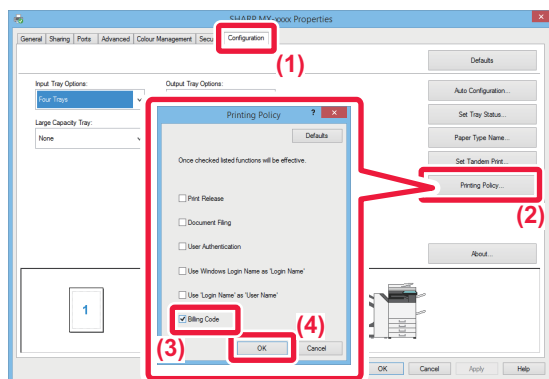 SHARP MX-xxxx Properties
General Sharing Ports Advanced Colour Management Configuration
(1)
Defaults
Input Tray Options:
Output Tray Options:
Four Trays
Auto Configuration...
Large Capacity Tray:
None
Set Tray Status...
Paper Type Name...
Set Tandem Print...
Printing Policy...
(2)
About...
Printing Policy ? ×
Defaults
Once checked listed functions will be effective.
Print Release
Document Filing
User Authentication
Use Windows Login Name as 'Login Name'
Use 'Login Name' as 'User Name'
Billing Code
(3)
(4)
OK Cancel
1
OK Cancel Apply Help